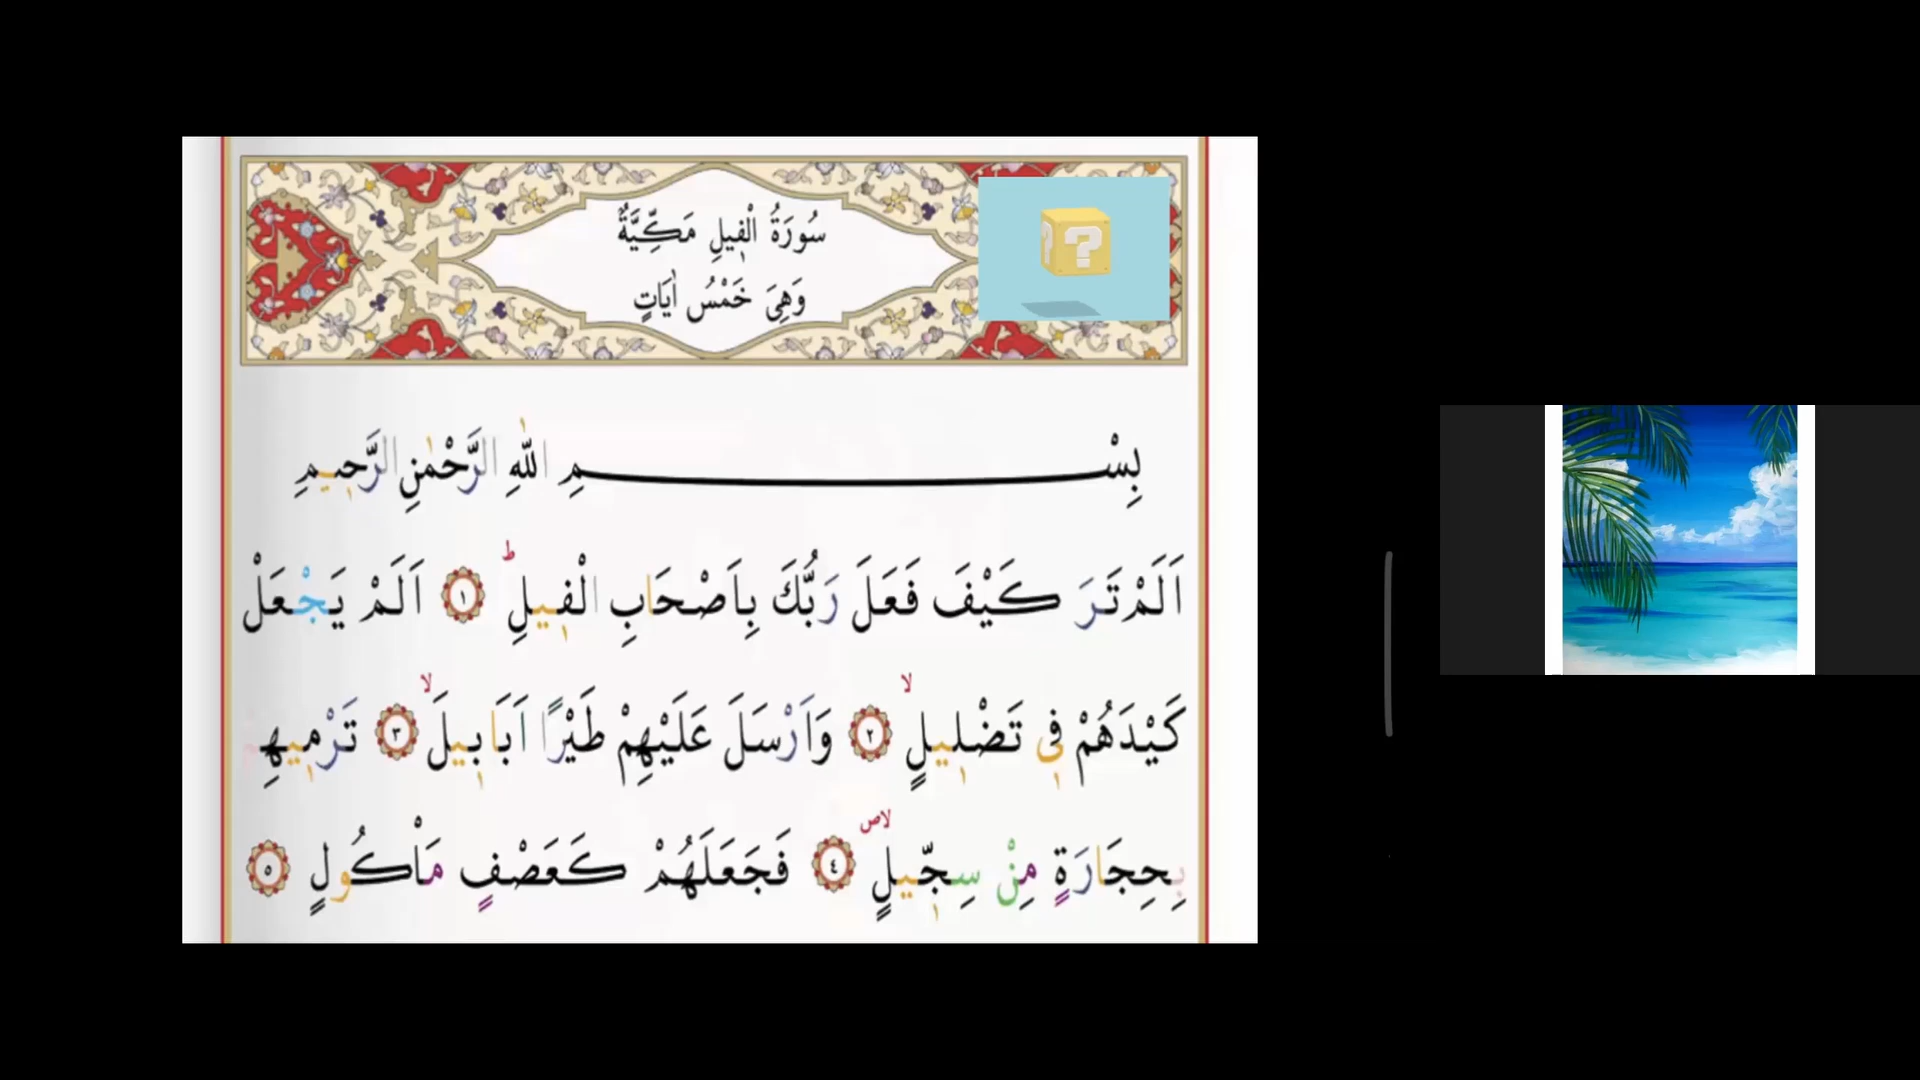 سُورَةُ الْفٖيلِ مَكِّيَّةٌ
وَهِىَ خَمْسُ اٰيَاتٍ
?
بِسْمِ اللّٰهِ الرَّحْمٰنِ الرَّحٖيمِ
اَلَمْ تَرَ كَيْفَ فَعَلَ رَبُّكَ بِاَصْحَابِ الْفٖيلِۜ ﴿١﴾ اَلَمْ يَجْعَلْ
كَيْدَهُمْ فٖى تَضْلٖيلٍۙ ﴿٢﴾ وَاَرْسَلَ عَلَيْهِمْ طَيْرًا اَبَابٖيلَۙ ﴿٣﴾ تَرْمٖيهِمْ
بِحِجَارَةٍ مِنْ سِجّٖيلٍۙۖ ﴿٤﴾ فَجَعَلَهُمْ كَعَصْفٍ مَاْكُولٍ ﴿٥﴾